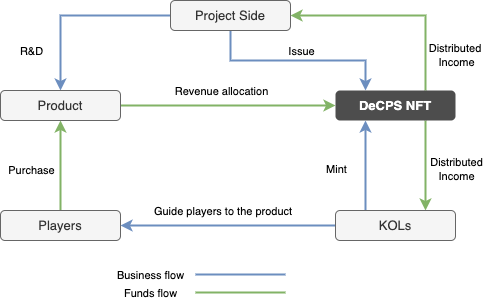 Project Side
R&D
Issue
Distributed
Income
Product
Revenue allocation
DeCPS NFT
Purchase
Mint
Distributed
Income
Guide players to the product
Players
KOLs
Business flow
Funds flow